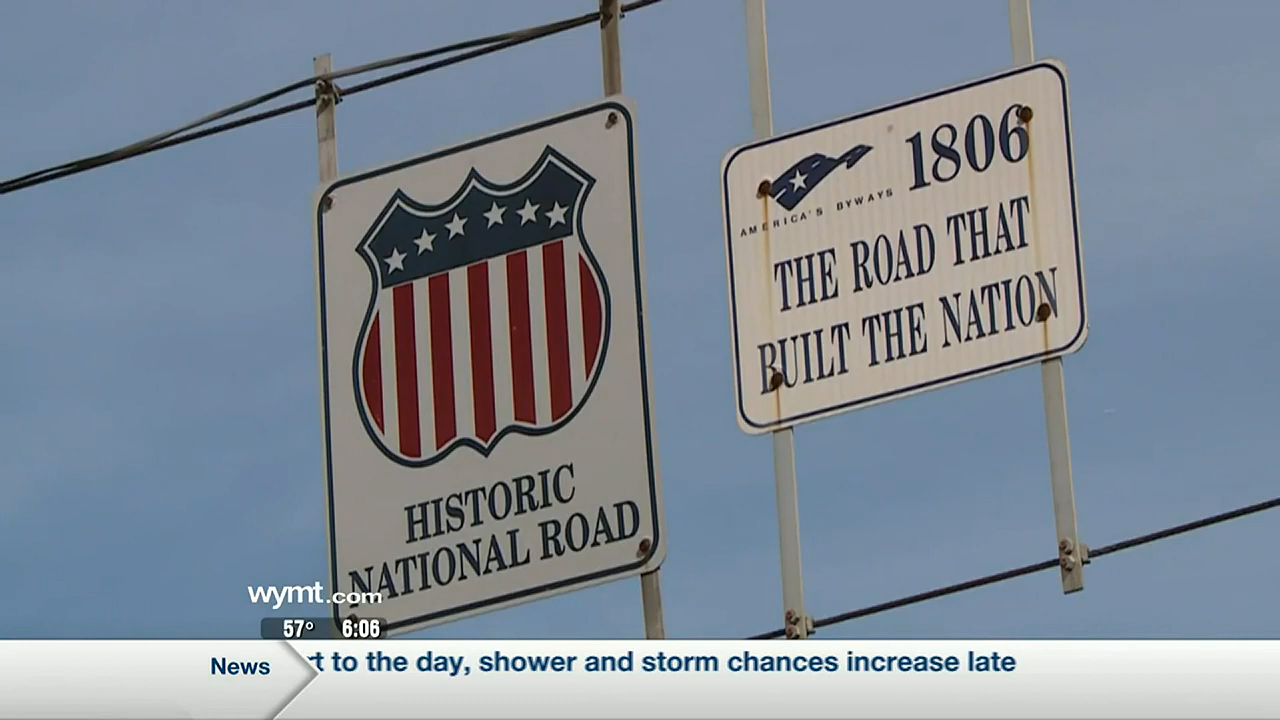 1806
AMERICA'S BYWAYS
THE ROAD THAT
BUILT THE NATION
HISTORIC
NATIONAL ROAD
wymt.com
57° 6:06
News
to the day, shower and storm chances increase late